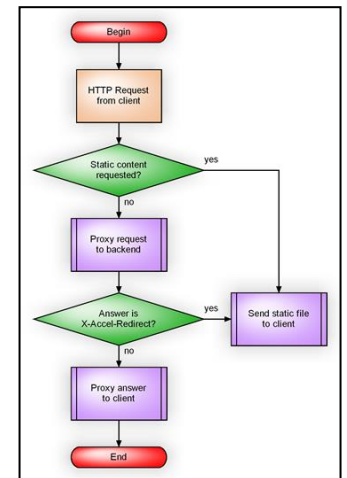 Begin
HTTP Request
from client
Static content
requested?
yes
no
Proxy request
to backend
Answer is
X-Accel-Redirect?
yes
Send static file
to client
no
Proxy answer
to client
End